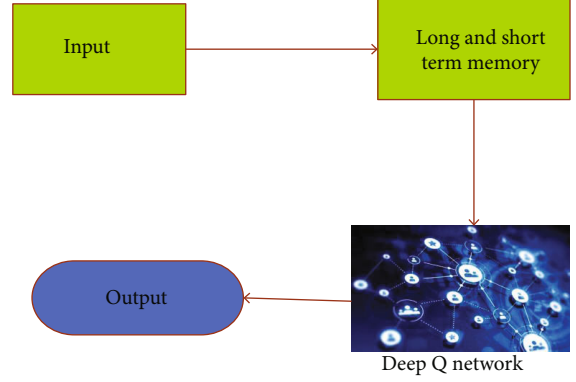 Input
Long and short
term memory
Output
Deep Q network